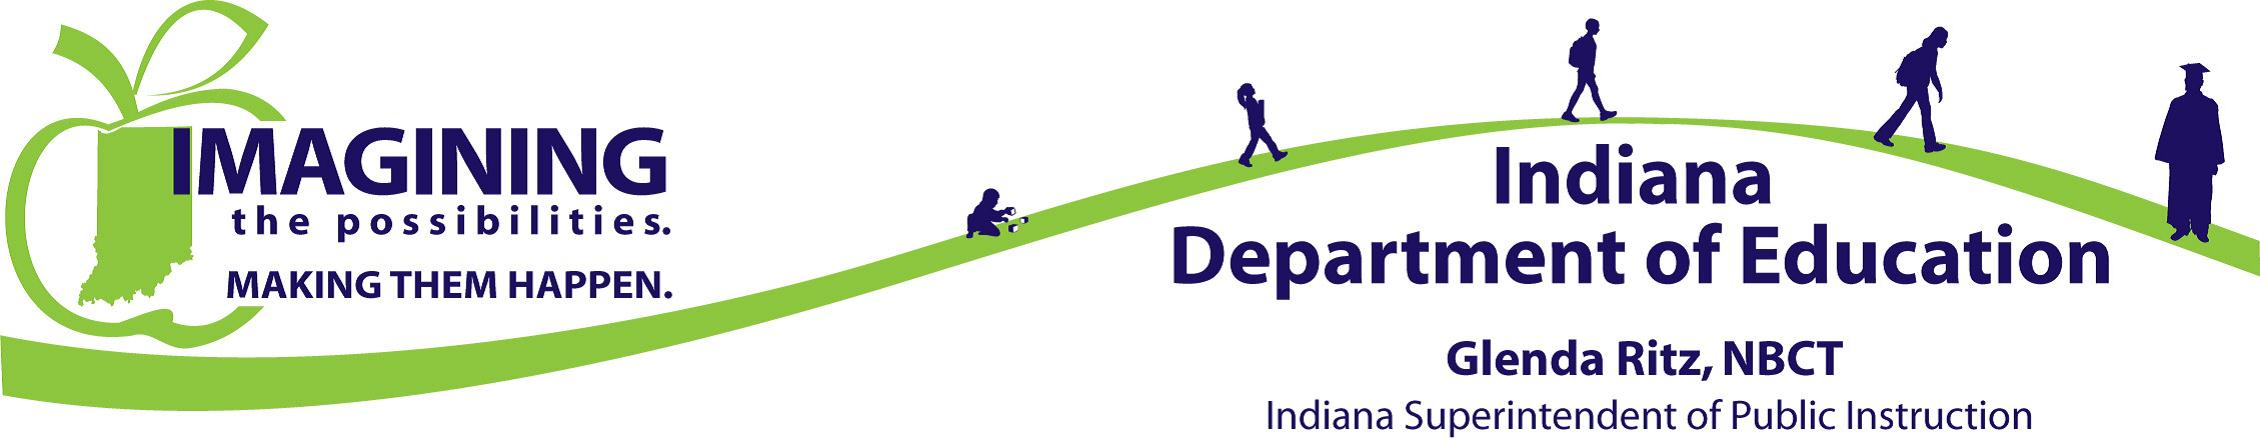 IMAGINING
the possibilities.
MAKING THEM HAPPEN.
Indiana
Department of Education
Glenda Ritz, NBCT
Indiana Superintendent of Public Instruction